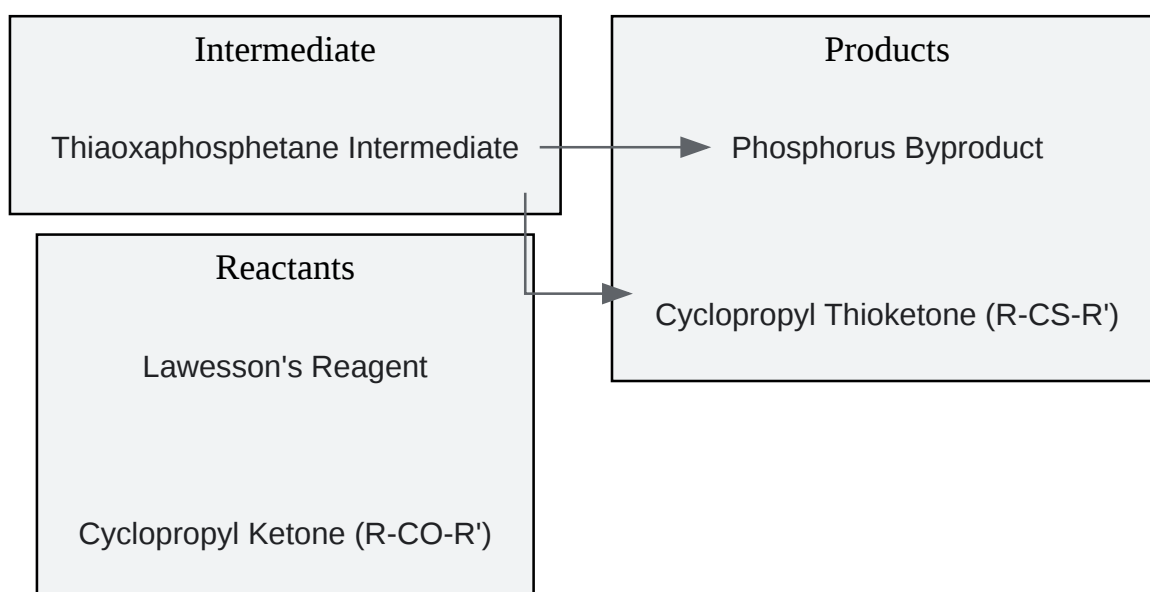 Intermediate
Thiaoxaphosphetane Intermediate
Products
Phosphorus Byproduct
Cyclopropyl Thioketone (R-CS-R')
Reactants
Lawesson's Reagent
Cyclopropyl Ketone (R-CO-R')